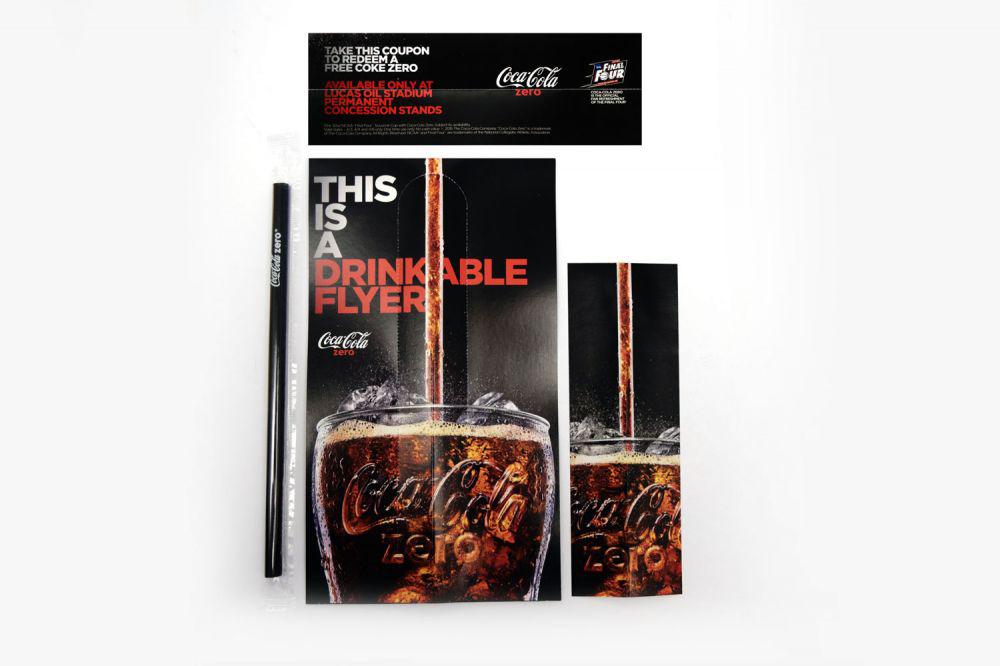 TAKE THIS COUPON
TO REDEEM A
FREE COKE ZERO
AVAILABLE ONLY AT
LUCAS OIL STADIUM
PERMANENT
CONCESSION STANDS
Coca-Cola
zero
FINAL
FOUR
COCA-COLA ZERO
IS THE OFFICIAL
FAN REFRESHMENT
OF THE FINAL FOUR
THIS
IS
A
DRINKABLE
FLYER
Coca-Cola
zero
Coca-Cola
zero
Coca-Cola zero
Coca-Cola
zero